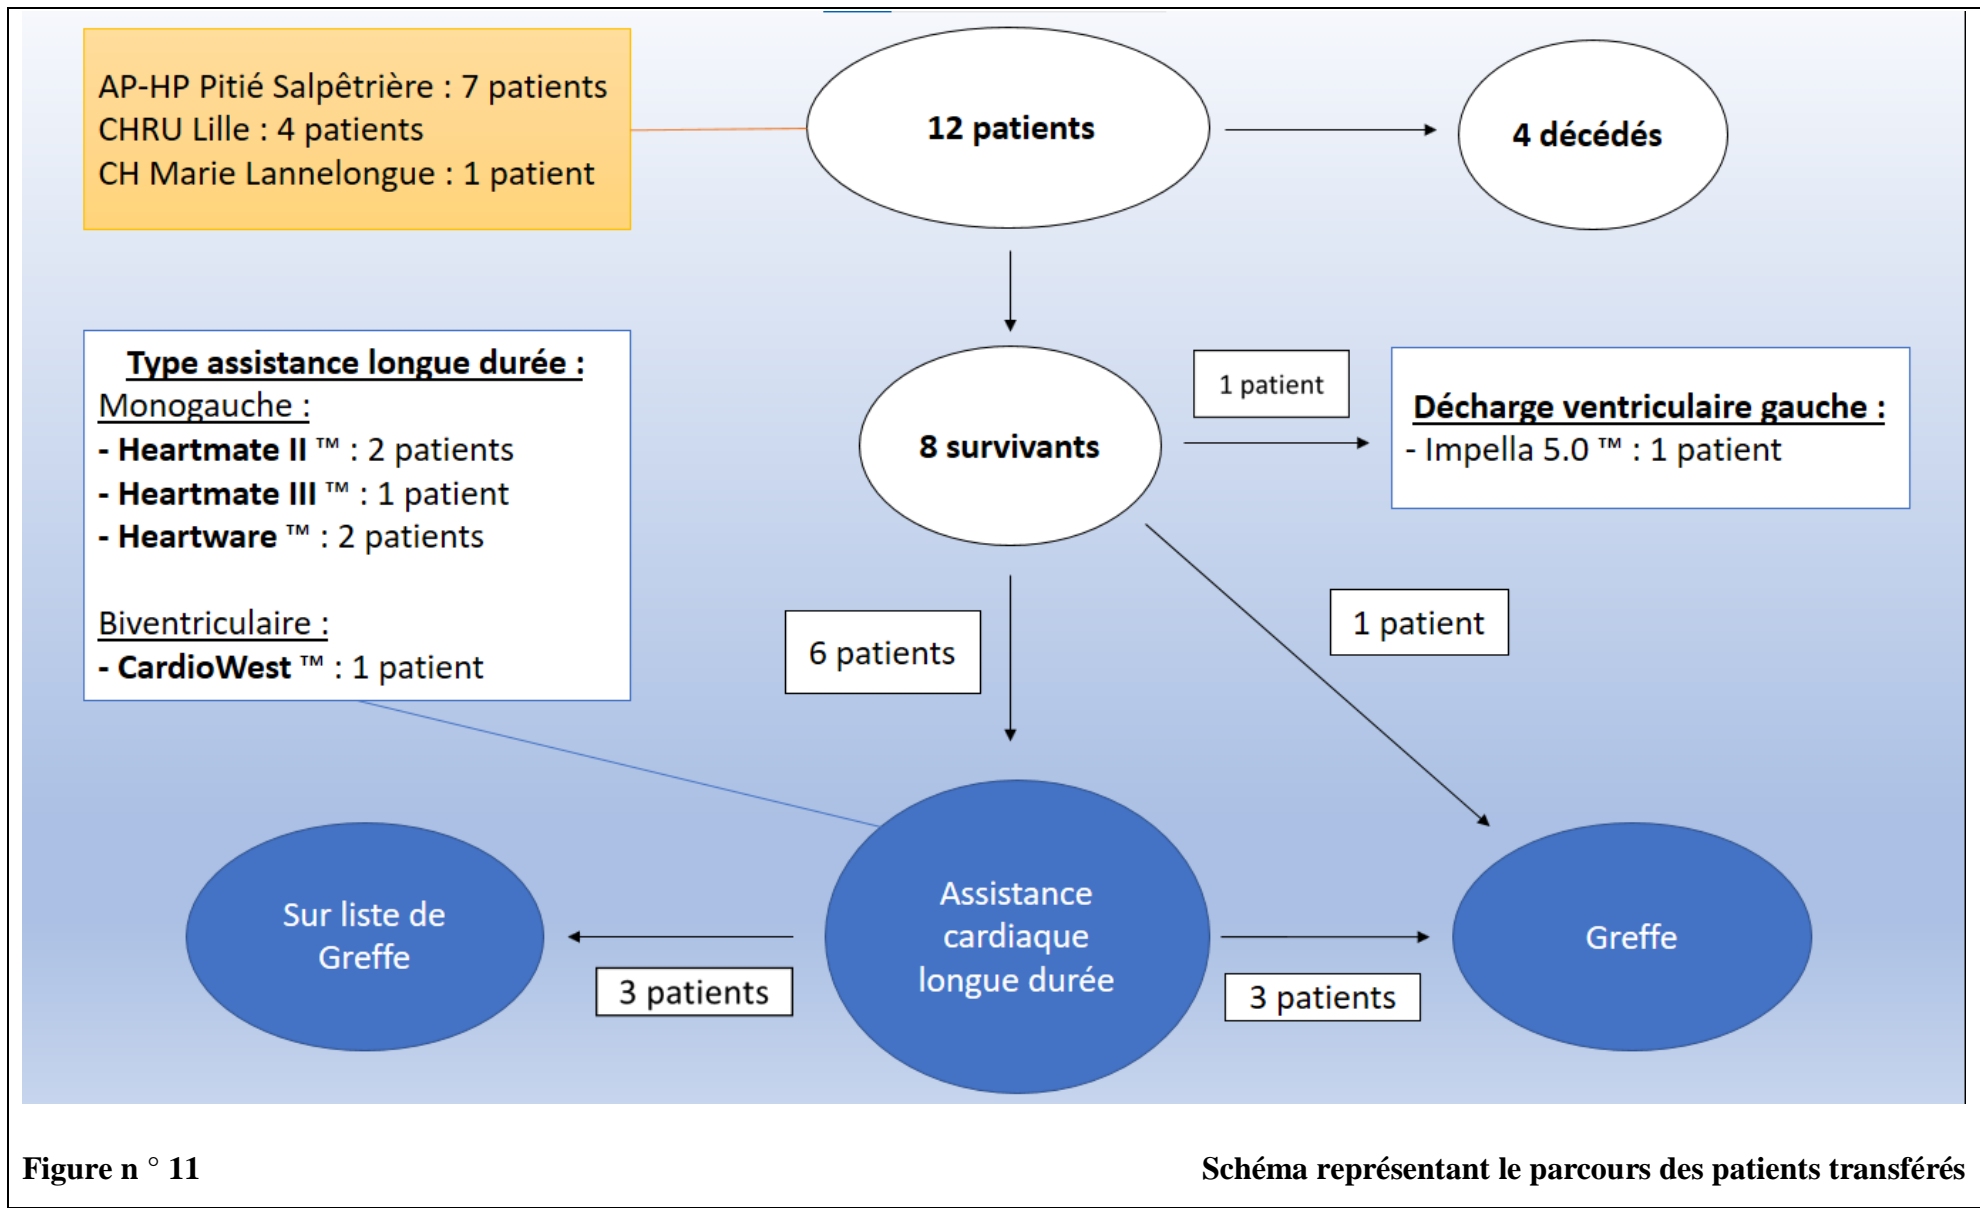 AP-HP Pitié Salpêtrière : 7 patients
CHRU Lille : 4 patients
CH Marie Lannelongue : 1 patient
12 patients
4 décédés
Type assistance longue durée :
Monogauche :
- Heartmate II ™ : 2 patients
- Heartmate III ™ : 1 patient
- Heartware ™ : 2 patients
Biventriculaire :
- CardioWest ™ : 1 patient
8 survivants
1 patient
Décharge ventriculaire gauche :
- Impella 5.0 ™ : 1 patient
6 patients
1 patient
Sur liste de
Greffe
3 patients
Assistance
cardiaque
longue durée
3 patients
Greffe
Figure n ° 11
Schéma représentant le parcours des patients transférés